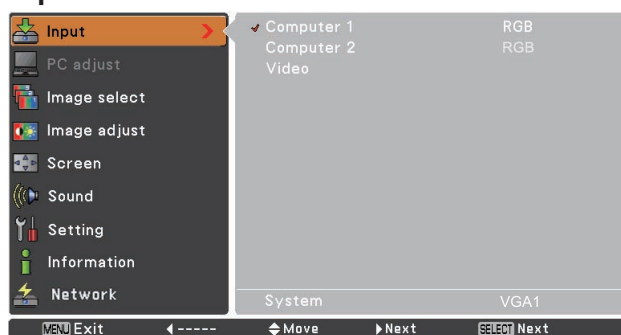 Input
PC adjust
Image select
Image adjust
Screen
Sound
Setting
Information
Network
Computer 1 RGB
Computer 2 RGB
Video
System VGA1
MENU Exit ----- Move Next SELECT Next